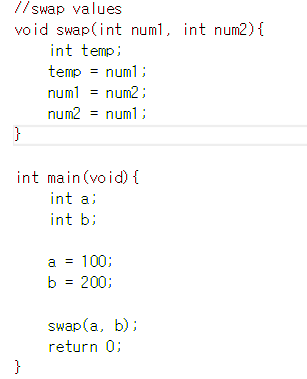 //swap values
void swap(int num1, int num2){
    int temp;
    temp = num1;
    num1 = num2;
    num2 = num1;
}

int main(void){
    int a;
    int b;

    a = 100;
    b = 200;

    swap(a, b);
    return 0;
}